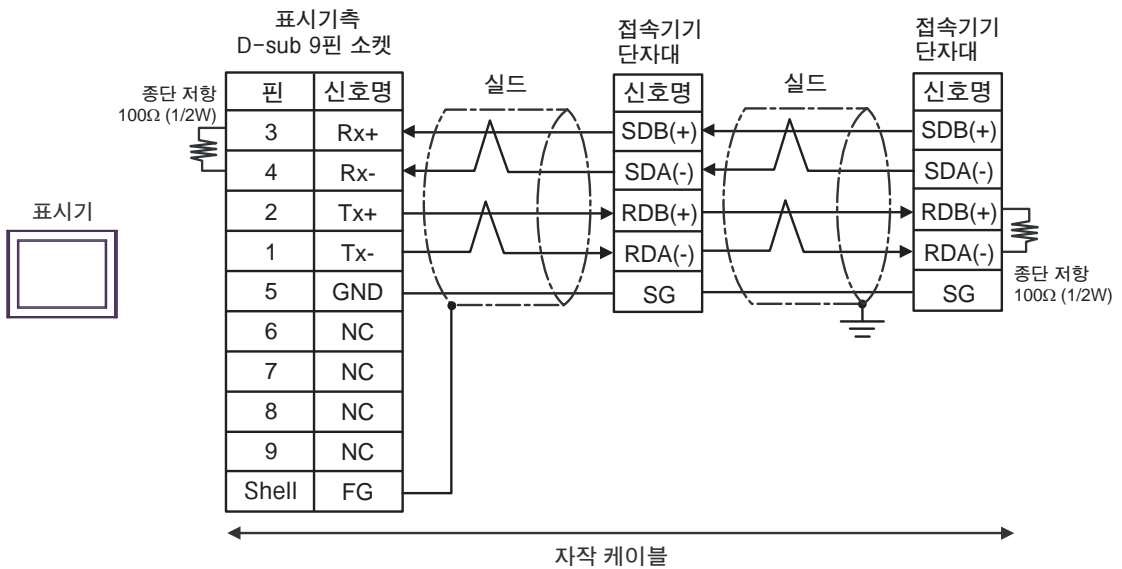 표시기측
D-sub 9핀 소켓
접속기기
단자대
접속기기
단자대
실드
실드
종단 저항
100Ω (1/2W)
핀 신호명
신호명
신호명
3 Rx+
SDB(+)
SDB(+)
4 Rx-
SDA(-)
SDA(-)
2 Tx+
RDB(+)
RDB(+)
1 Tx-
RDA(-)
RDA(-)
5 GND
SG
SG
종단 저항
100Ω (1/2W)
표시기
6 NC
7 NC
8 NC
9 NC
Shell FG
자작 케이블